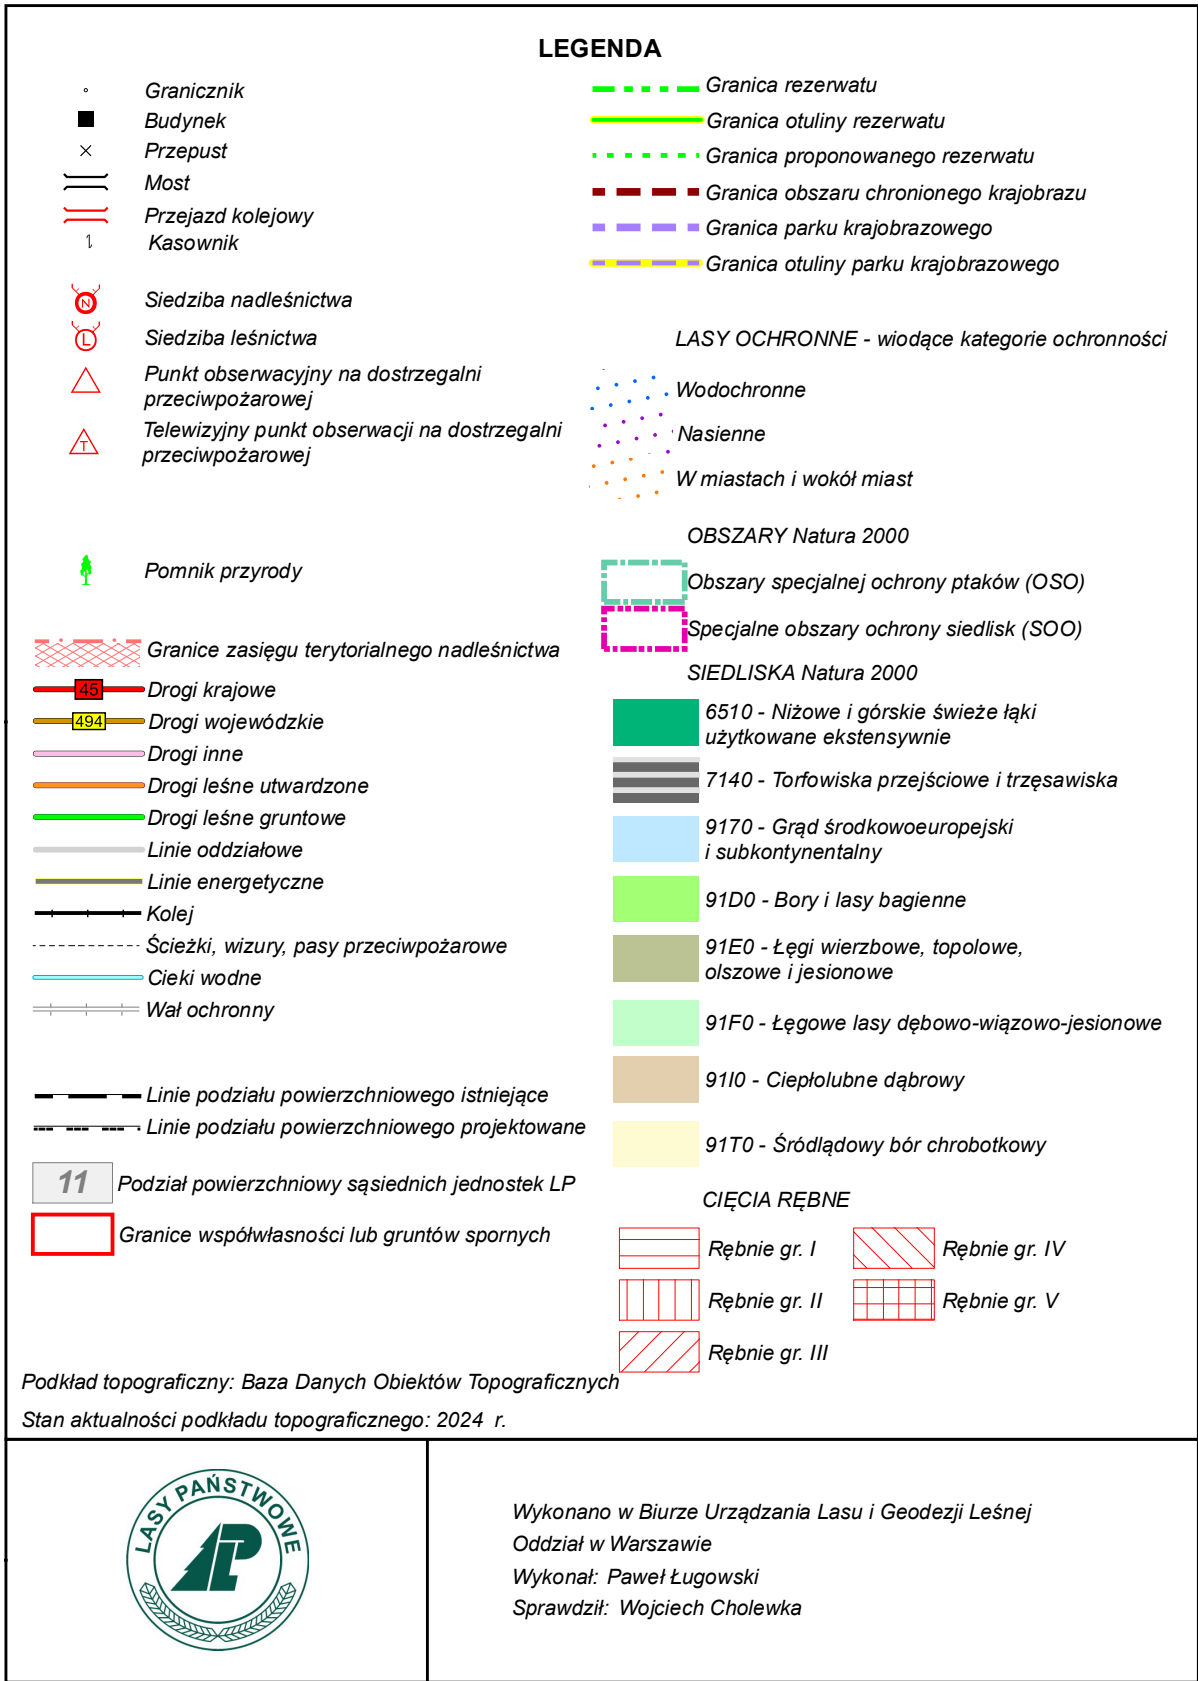 LEGENDA
Granicznik
Budynek
Przepust
Most
Przejazd kolejowy
Kasownik
N
Siedziba nadleśnictwa
L
Siedziba leśnictwa
Punkt obserwacyjny na dostrzegalni
przeciwpożarowej
T
Telewizyjny punkt obserwacji na dostrzegalni
przeciwpożarowej
Pomnik przyrody
Granice zasięgu terytorialnego nadleśnictwa
45
Drogi krajowe
494
Drogi wojewódzkie
Drogi inne
Drogi leśne utwardzone
Drogi leśne gruntowe
Linie oddziałowe
Linie energetyczne
Kolej
Ścieżki, wizury, pasy przeciwpożarowe
Cieki wodne
Wał ochronny
Linie podziału powierzchniowego istniejące
Linie podziału powierzchniowego projektowane
11
Podział powierzchniowy sąsiednich jednostek LP
Granice współwłasności lub gruntów spornych
Granica rezerwatu
Granica otuliny rezerwatu
Granica proponowanego rezerwatu
Granica obszaru chronionego krajobrazu
Granica parku krajobrazowego
Granica otuliny parku krajobrazowego
LASY OCHRONNE - wiodące kategorie ochronności
Wodochronne
Nasienne
W miastach i wokół miast
OBSZARY Natura 2000
Obszary specjalnej ochrony ptaków (OSO)
Specjalne obszary ochrony siedlisk (SOO)
SIEDLISKA Natura 2000
6510 - Niżowe i górskie świeże łąki
użytkowane ekstensywnie
7140 - Torfowiska przejściowe i trzęsawiska
9170 - Grąd środkowoeuropejski
i subkontynentalny
91D0 - Bory i lasy bagienne
91E0 - Łęgi wierzbowe, topolowe,
olszowe i jesionowe
91F0 - Łęgowe lasy dębowo-wiązowo-jesionowe
91I0 - Ciepłolubne dąbrowy
91T0 - Śródlądowy bór chrobotkowy
CIĘCIA RĘBNE
Rębnie gr. I
Rębnie gr. IV
Rębnie gr. II
Rębnie gr. V
Rębnie gr. III
Podkład topograficzny: Baza Danych Obiektów Topograficznych
Stan aktualności podkładu topograficznego: 2024 r.
LASY PAŃSTWOWE
LP
Wykonano w Biurze Urządzania Lasu i Geodezji Leśnej
Oddział w Warszawie
Wykonał: Paweł Ługowski
Sprawdził: Wojciech Cholewka